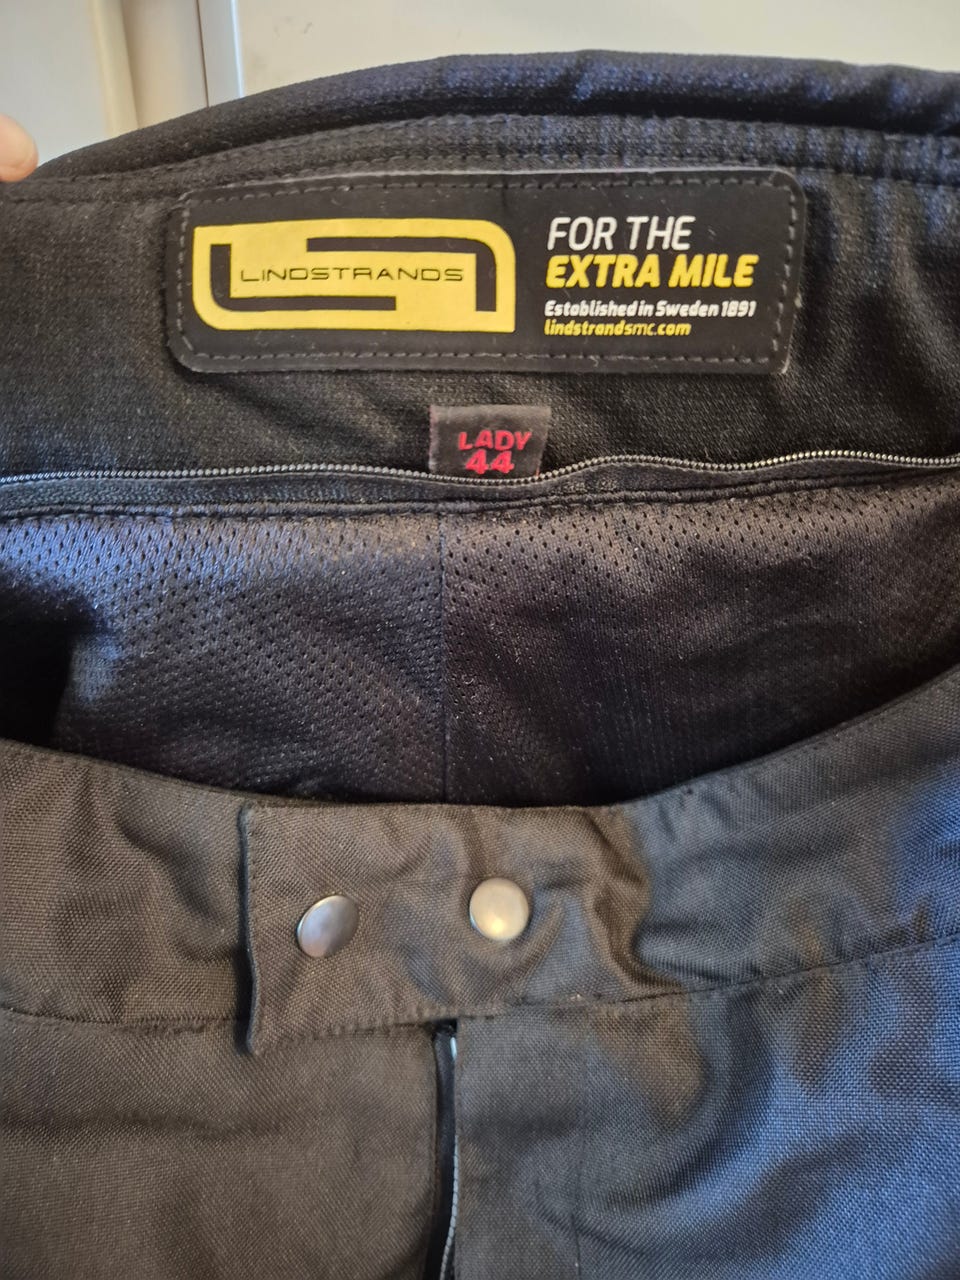 LINDSTRANDS
FOR THE
EXTRA MILE
Established in Sweden 1891
lindstrandsmc.com
LADY
44